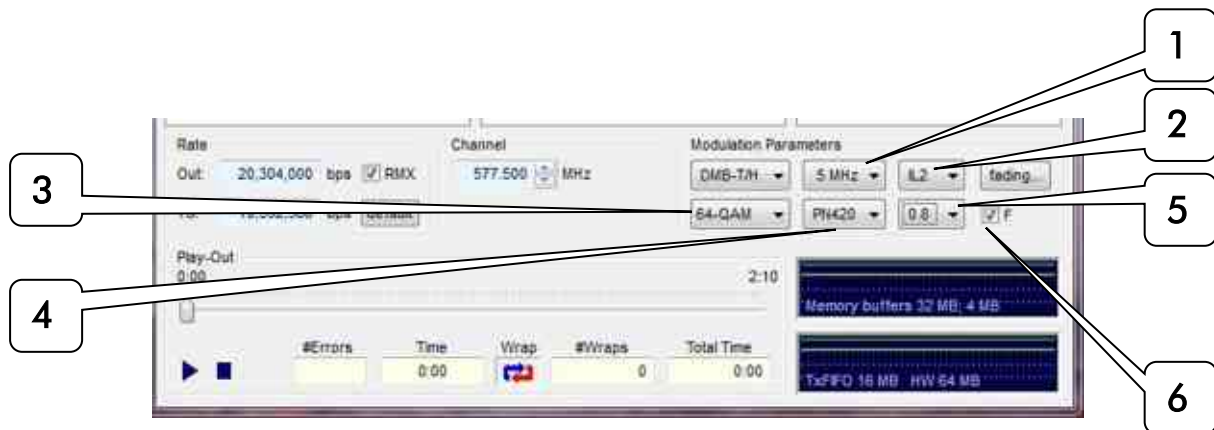 1
2
3
4
5
6
Rate
Out: 20,304,000 bps RMX
bps default
Channel
577.500 MHz
Modulation Parameters
DMB-T/H 5 MHz IL2 fading...
64-QAM PN420 0.8 F
Play-Out
0:00 2:10
#Errors Time Wrap #Wraps Total Time
0:00 0 0:00
Memory buffers 32 MB; 4 MB
TxFIFO 16 MB HW 64 MB